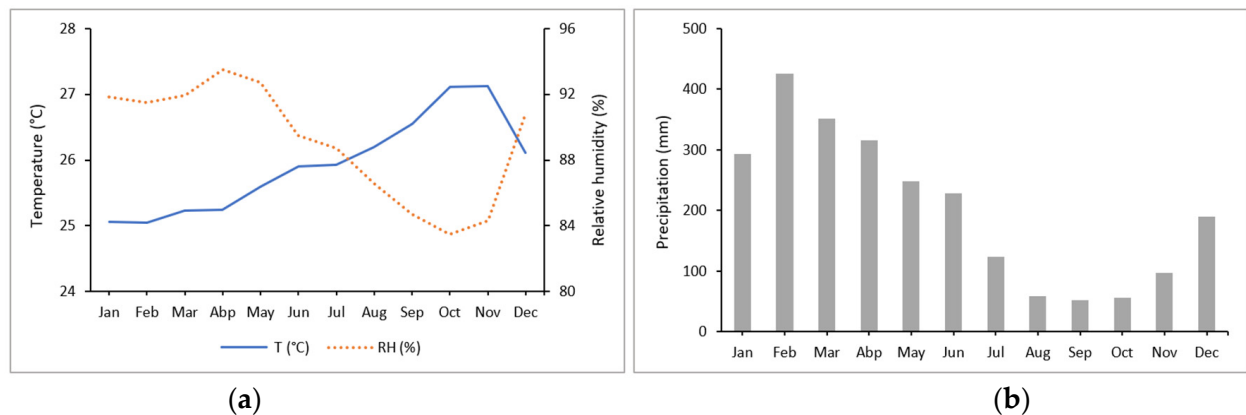 28
27
26
25
24
Temperature (°C)
96
92
88
84
80
Relative humidity (%)
Jan Feb Mar Abp May Jun Jul Aug Sep Oct Nov Dec
T (°C) RH (%)
(a)
500
400
300
200
100
0
Precipitation (mm)
Jan Feb Mar Abp May Jun Jul Aug Sep Oct Nov Dec
(b)